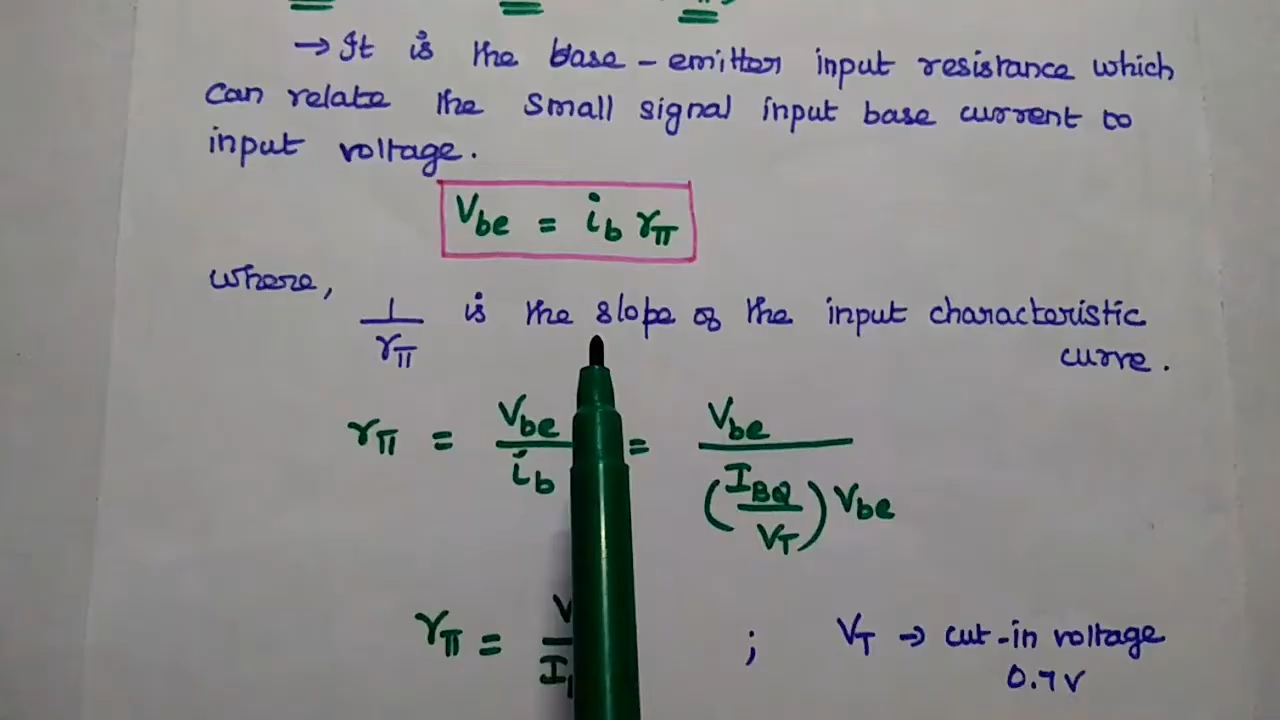 → It is the base - emitter input resistance which
can relate the small signal input base current to
input voltage.
Vbe = ib rπ
where,
1/rπ is the slope of the input characteristic
curve.
rπ = Vbe/ib = Vbe/(IBQ/VT) Vbe
rπ = ; VT → cut-in voltage
0.7V